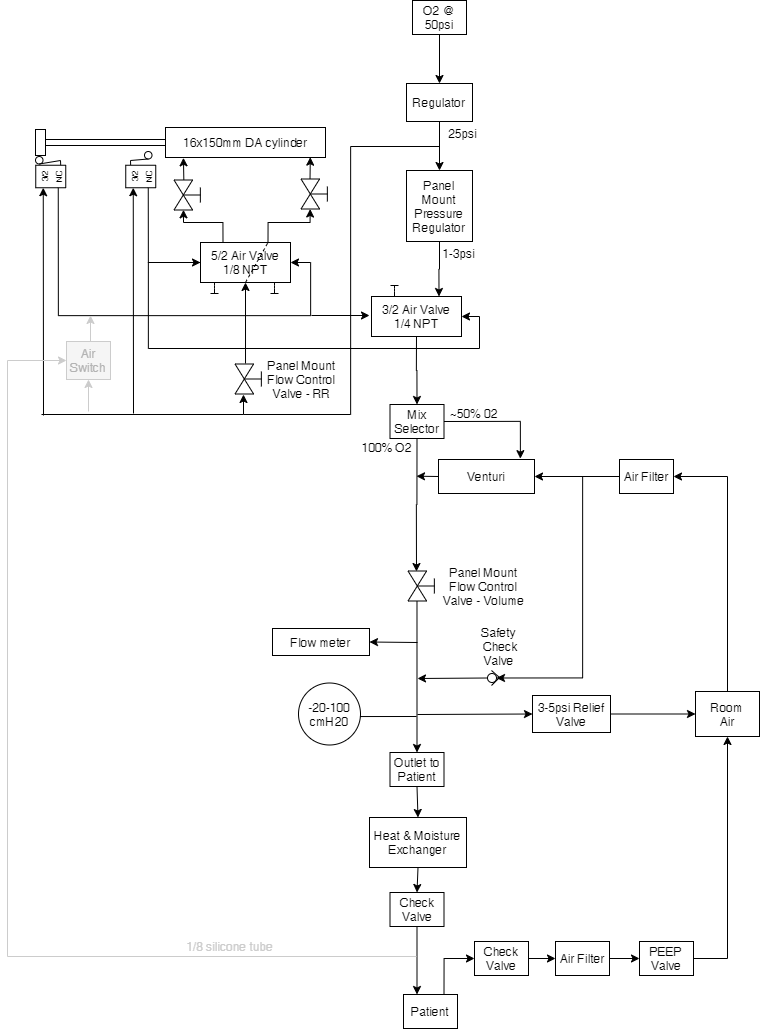 O2 @
50psi
Regulator
25psi
16x150mm DA cylinder
3/2
NC
3/2
NC
Panel
Mount
Pressure
Regulator
1-3psi
5/2 Air Valve
1/8 NPT
3/2 Air Valve
1/4 NPT
Air
Switch
Panel Mount
Flow Control
Valve - RR
Mix
Selector
~50% 02
100% O2
Venturi
Air Filter
Panel Mount
Flow Control
Valve - Volume
Flow meter
Safety
Check
Valve
-20-100
cmH20
3-5psi Relief
Valve
Room
Air
Outlet to
Patient
Heat & Moisture
Exchanger
Check
Valve
1/8 silicone tube
Check
Valve
Air Filter
PEEP
Valve
Patient